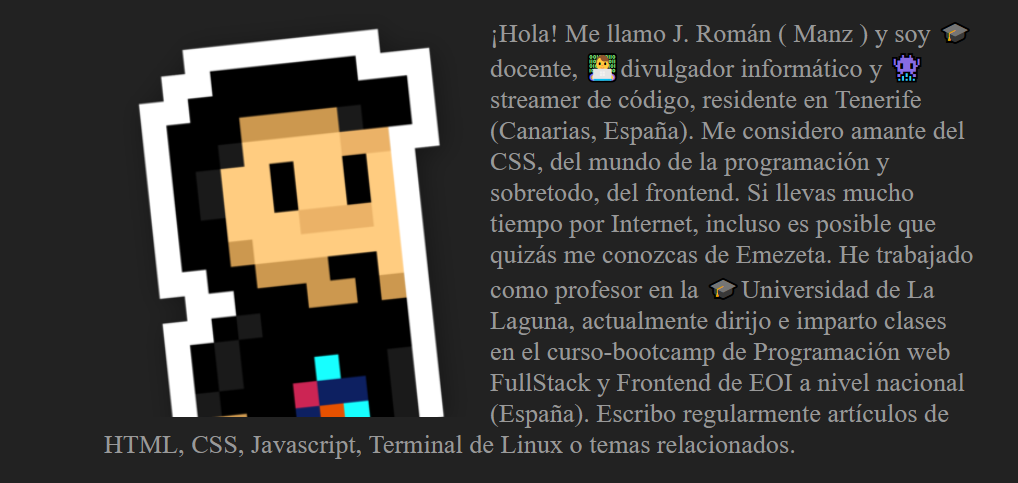 ¡Hola! Me llamo J. Román ( Manz ) y soy 🎓
docente, 👨‍💻divulgador informático y 👾
streamer de código, residente en Tenerife
(Canarias, España). Me considero amante del
CSS, del mundo de la programación y
sobretodo, del frontend. Si llevas mucho
tiempo por Internet, incluso es posible que
quizás me conozcas de Emezeta. He trabajado
como profesor en la 🎓Universidad de La
Laguna, actualmente dirijo e imparto clases
en el curso-bootcamp de Programación web
FullStack y Frontend de EOI a nivel nacional
(España). Escribo regularmente artículos de
HTML, CSS, Javascript, Terminal de Linux o temas relacionados.